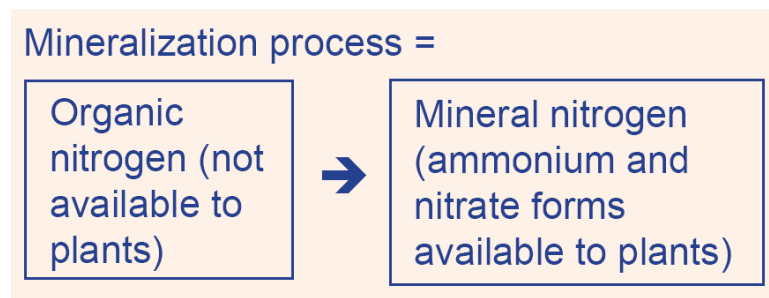 Mineralization process =
Organic
nitrogen (not
available to
plants)
➔
Mineral nitrogen
(ammonium and
nitrate forms
available to plants)